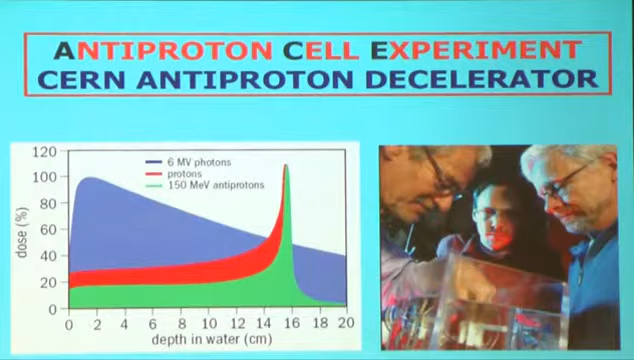 ANTIPROTON CELL EXPERIMENT
CERN ANTIPROTON DECELERATOR
120
100
80
60
40
20
0
dose (%)
6 MV photons
protons
150 MeV antiprotons
0 2 4 6 8 10 12 14 16 18 20
depth in water (cm)